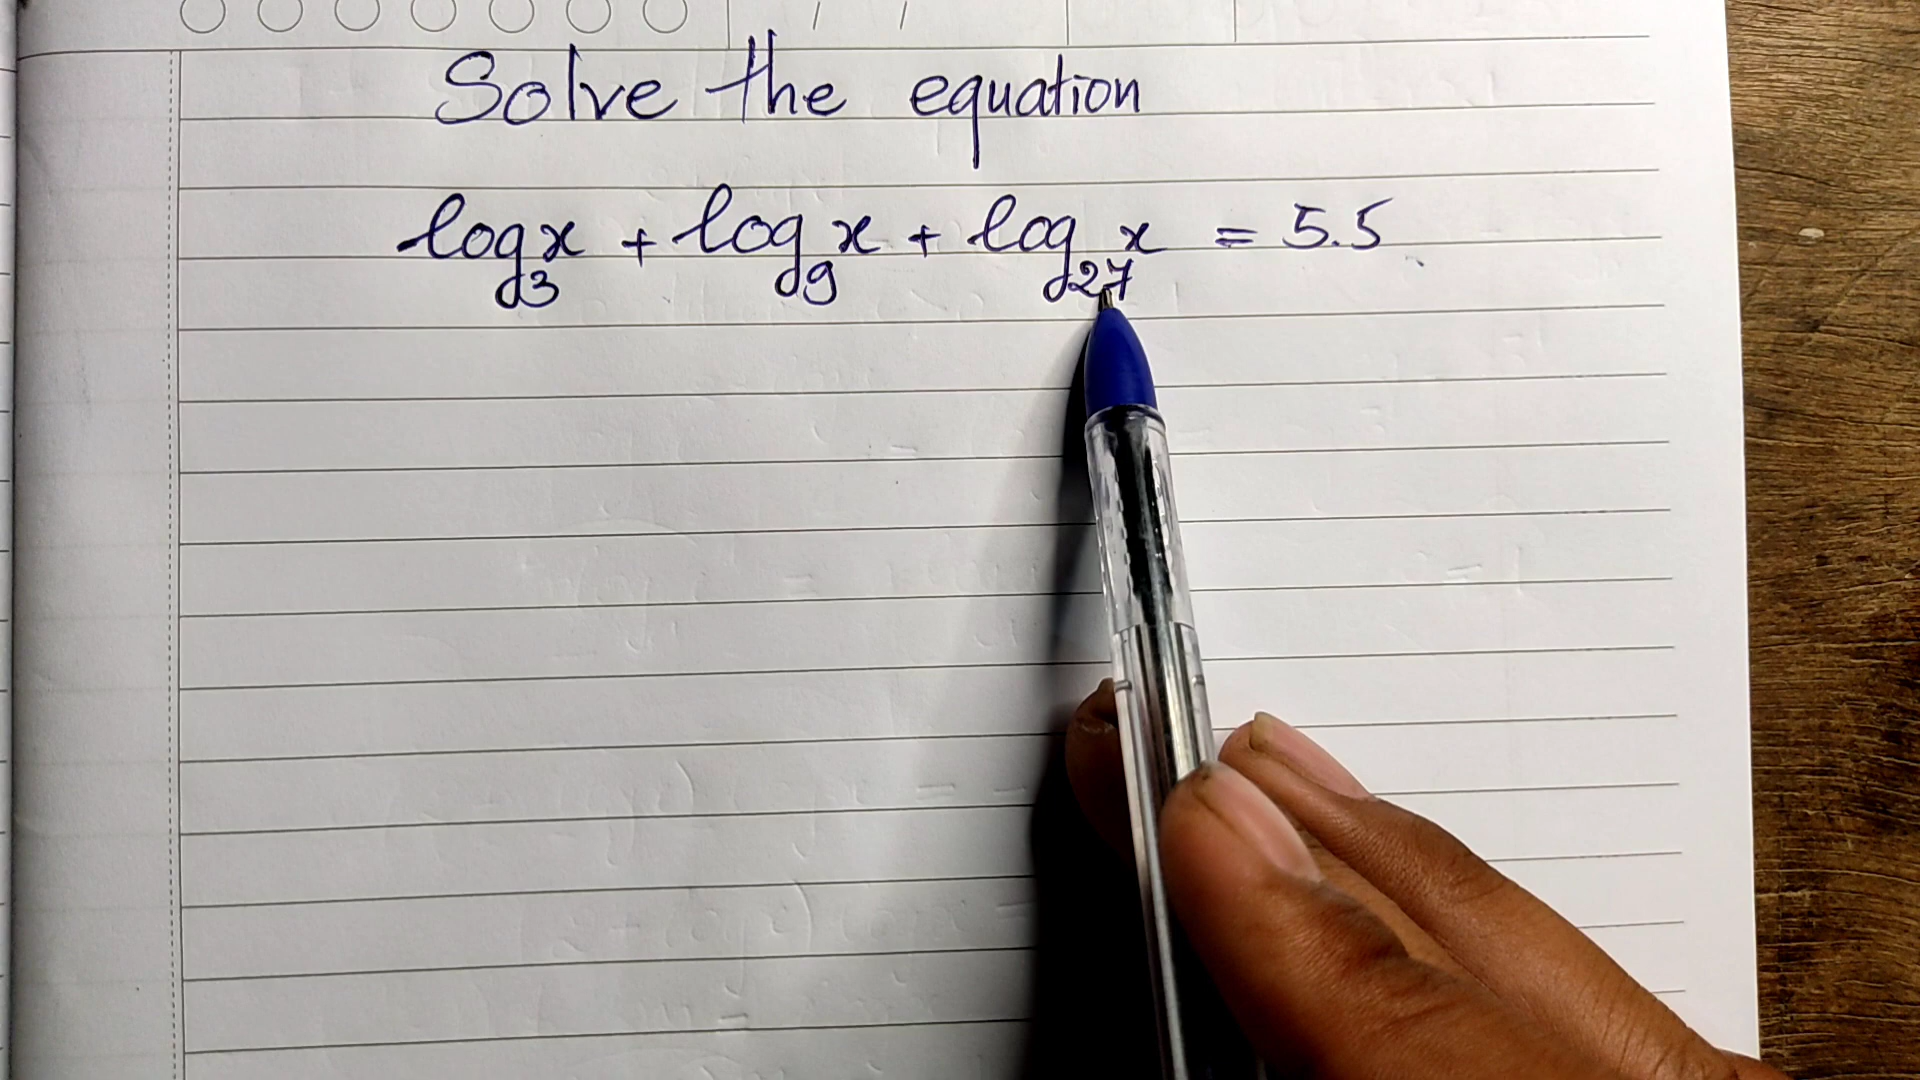 Solve the equation
log₃x + log₉x + log₂₇x = 5.5